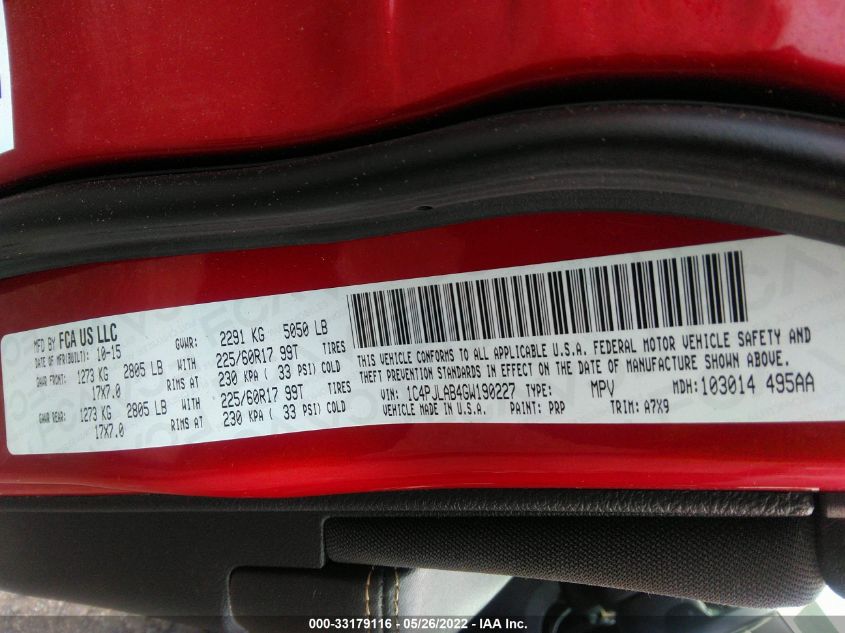 MFD BY FCA US LLC
DATE OF MFR(BUILT): 10-15 GVWR: 2291 KG 5050 LB
GAWR FRONT: 1273 KG 2805 LB WITH 225/60R17 99T TIRES
17X7.0 RIMS AT 230 KPA ( 33 PSI) COLD
GAWR REAR: 1273 KG 2805 LB WITH 225/60R17 99T TIRES
17X7.0 RIMS AT 230 KPA ( 33 PSI) COLD
THIS VEHICLE CONFORMS TO ALL APPLICABLE U.S.A. FEDERAL MOTOR VEHICLE SAFETY AND
THEFT PREVENTION STANDARDS IN EFFECT ON THE DATE OF MANUFACTURE SHOWN ABOVE.
VIN: 1C4PJLAB4GW190227 TYPE: MPV MDH: 103014 495AA
VEHICLE MADE IN U.S.A. PAINT: PRP TRIM: A7X9
000-33179116 - 05/26/2022 - IAA Inc.